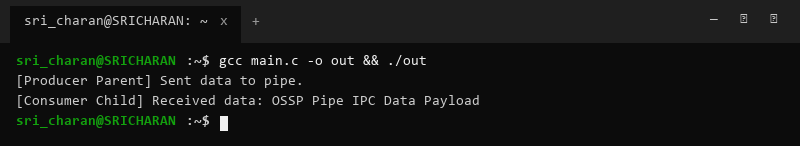 sri_charan@SRICHARAN: ~ x +
sri_charan@SRICHARAN :~$ gcc main.c -o out && ./out
[Producer Parent] Sent data to pipe.
[Consumer Child] Received data: OSSP Pipe IPC Data Payload
sri_charan@SRICHARAN :~$